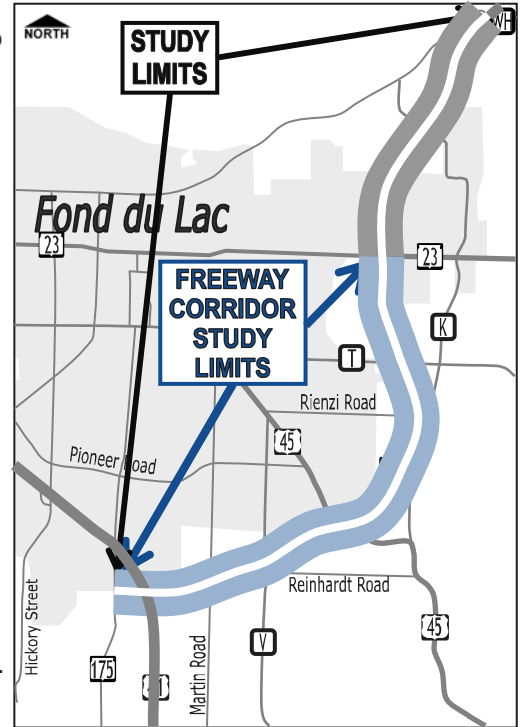 NORTH
STUDY
LIMITS
WH
Fond du Lac
23
23
FREEWAY
CORRIDOR
STUDY
LIMITS
K
T
Rienzi Road
45
Pioneer Road
Reinhardt Road
Hickory Street
45
V
175
Martin Road